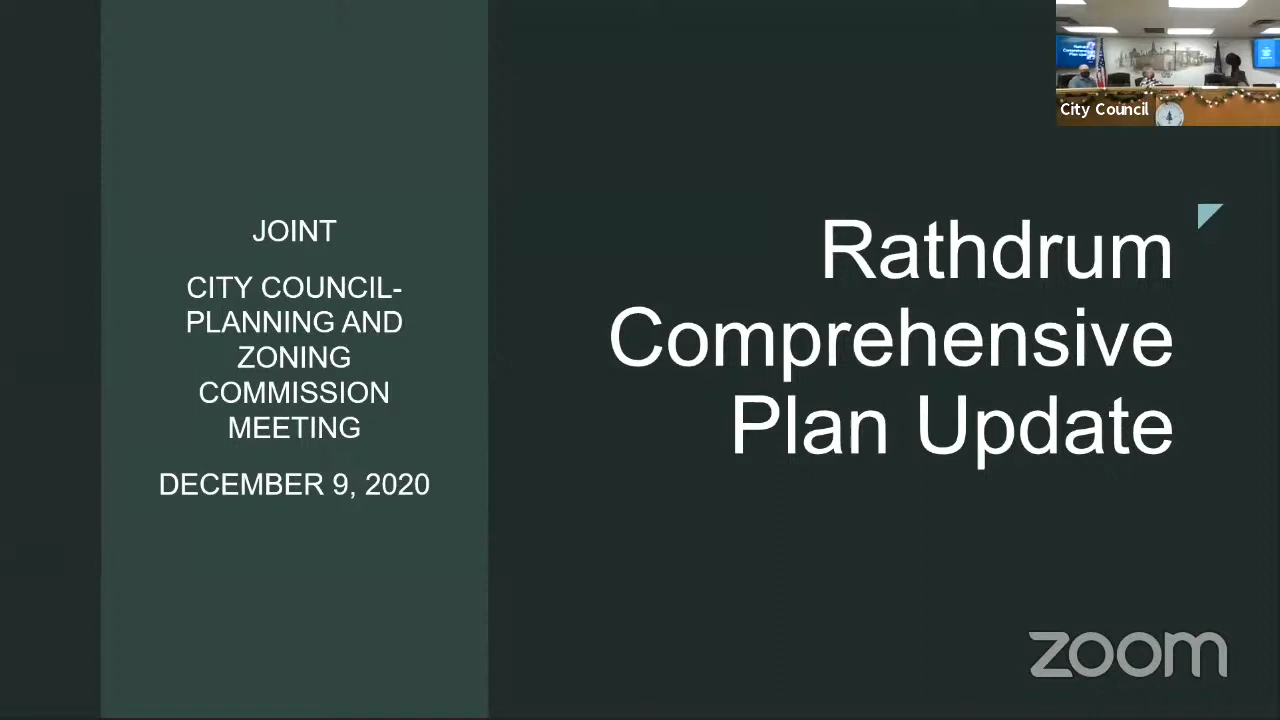 JOINT
CITY COUNCIL-
PLANNING AND
ZONING
COMMISSION
MEETING
DECEMBER 9, 2020
Rathdrum
Comprehensive
Plan Update
City Council
zoom